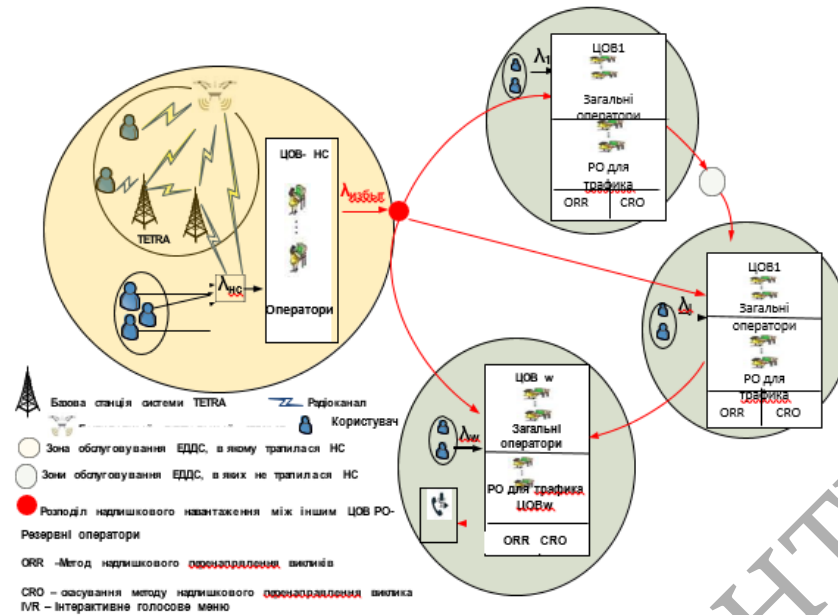 ЦОВ1
λ1
Загальні
оператори
РО для
трафика
ORR CRO
ЦОВ- НС
λизбыт
TETRA
λнс
Оператори
ЦОВ1
λj
Загальні
оператори
РО для
трафика
ORR CRO
ЦОВ w
λw
Загальні
оператори
РО для трафика
ЦОВw
ORR CRO
Базова станція системи TETRA
Радіоканал
Користувач
Зона обслуговування ЕДДС, в якому трапилася НС
Зони обслуговування ЕДДС, в яких не трапилася НС
Розподіл надлишкового навантаження між іншим ЦОВ РО-
Резервні оператори
ORR -Метод надлишкового перенаправлення викликів
CRO – скасування методу надлишкового перенаправлення виклика
IVR – Інтерактивне голосове меню
НТ